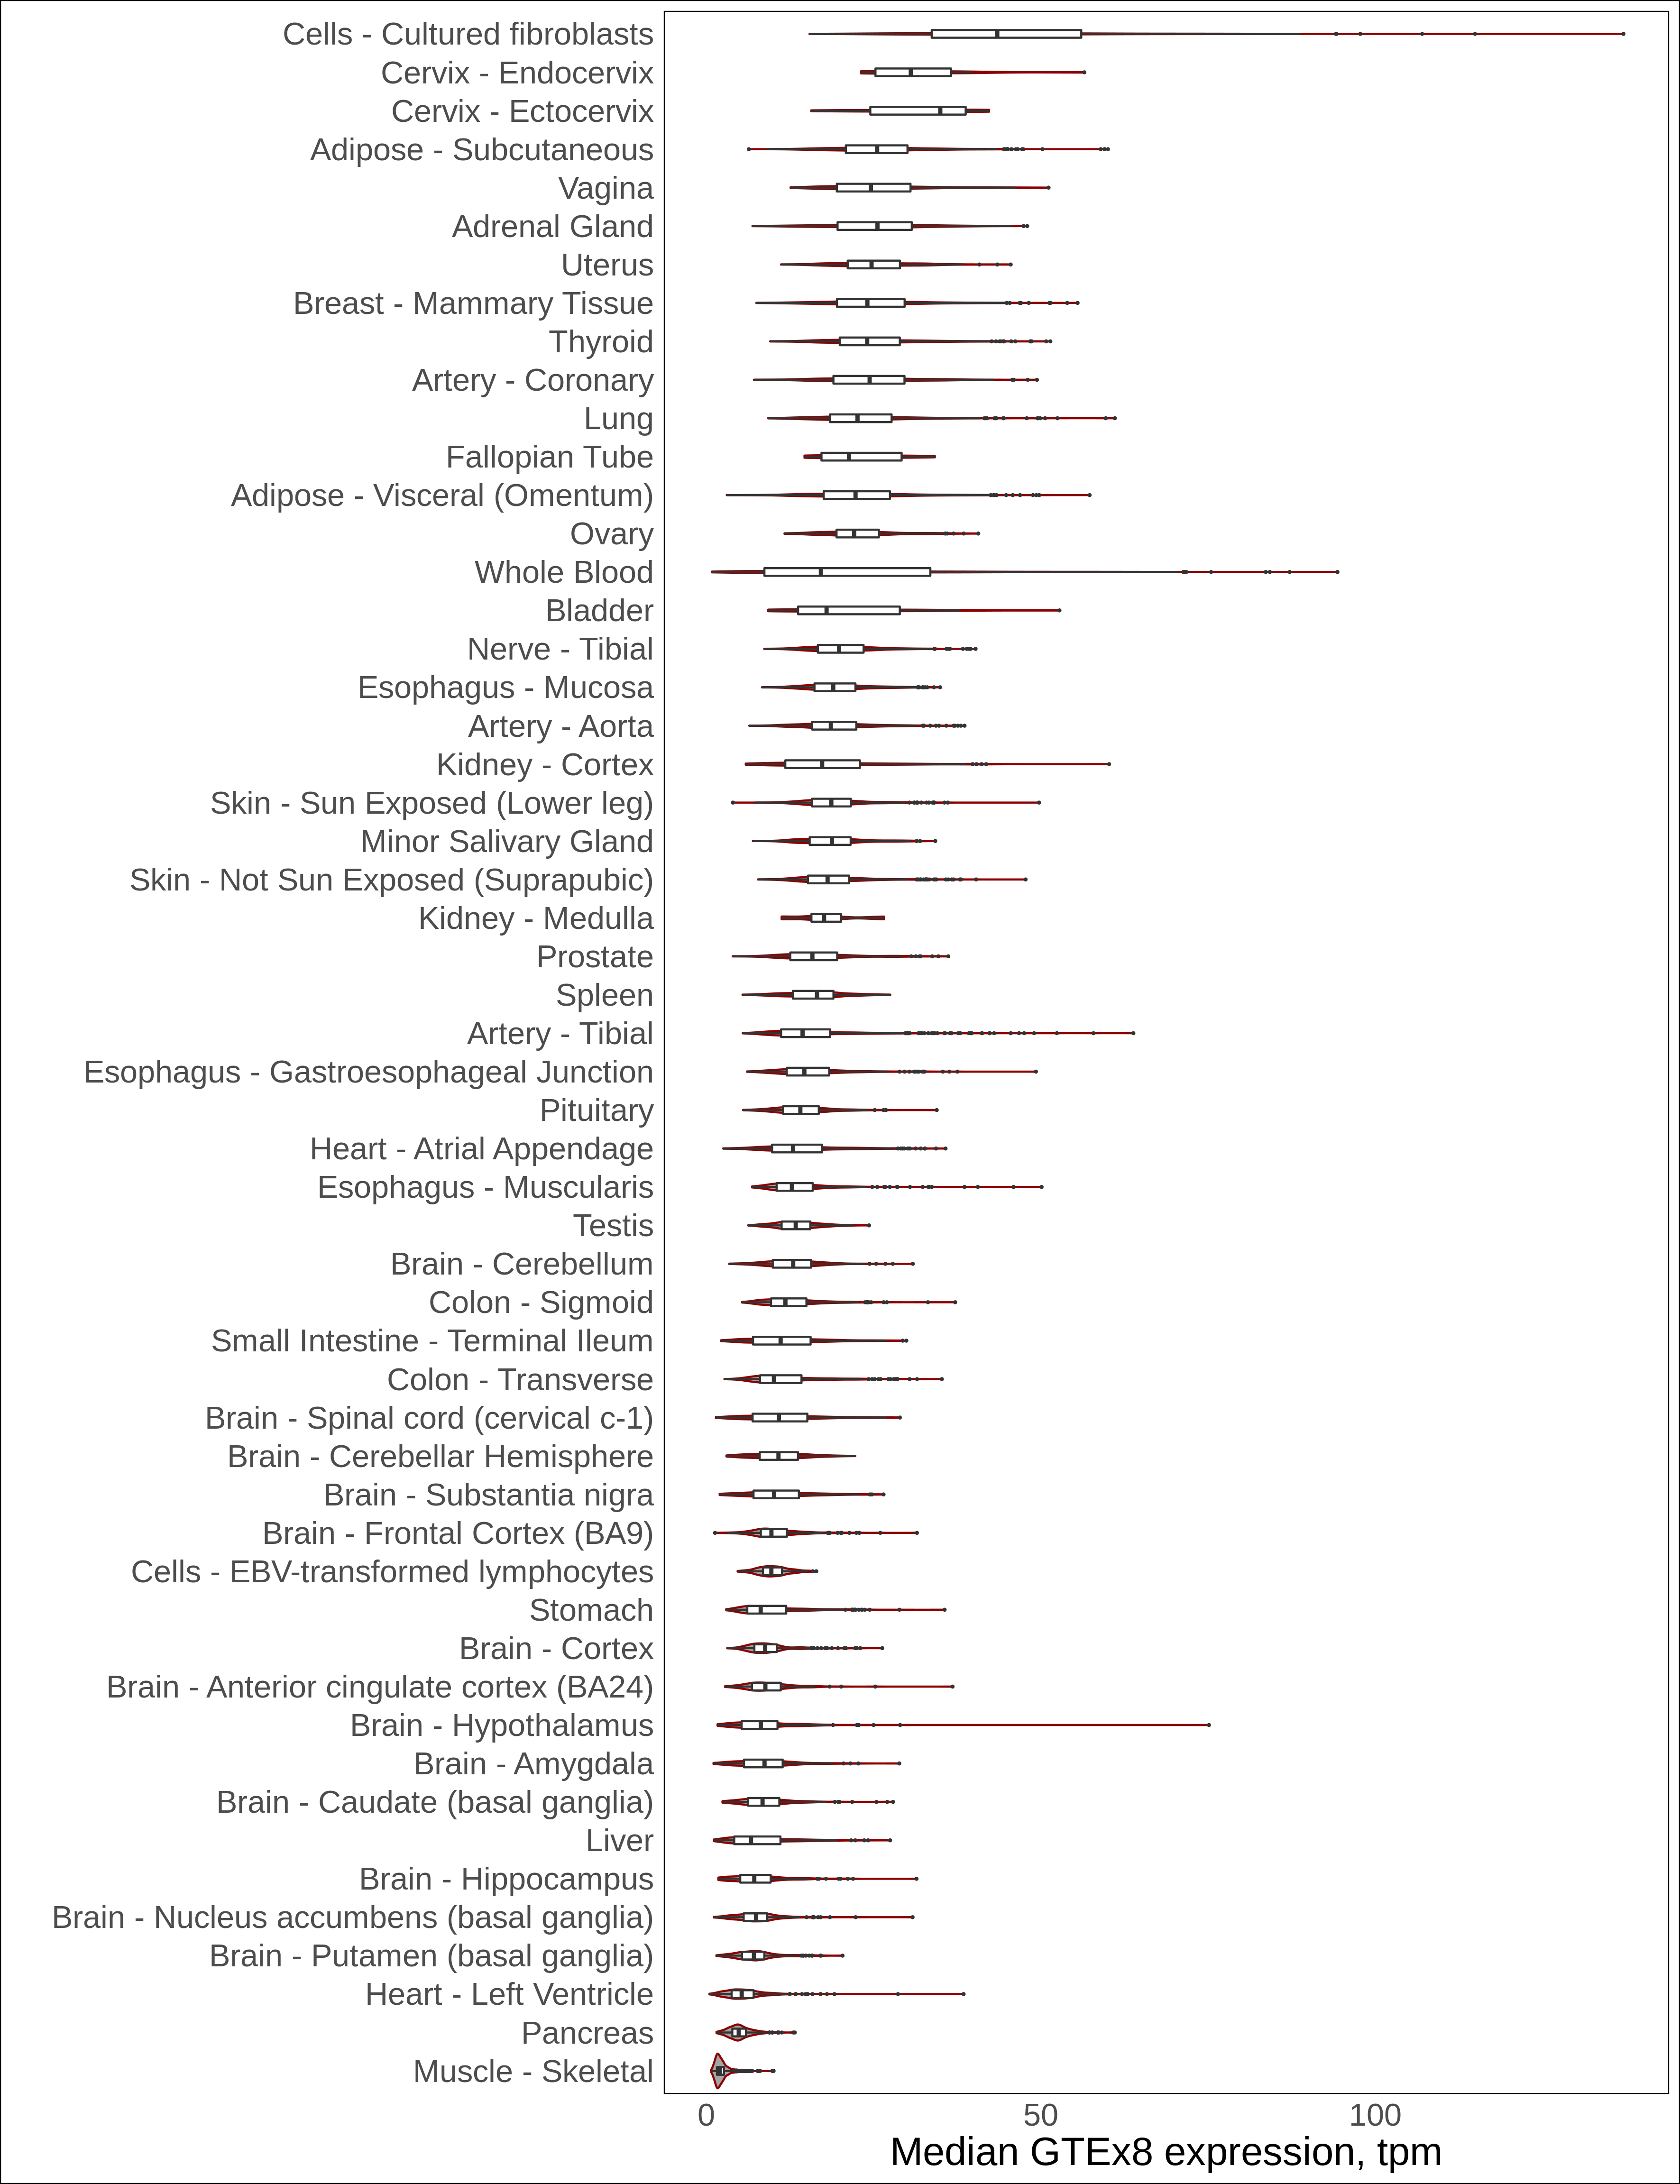 Cells - Cultured fibroblasts
Cervix - Endocervix
Cervix - Ectocervix
Adipose - Subcutaneous
Vagina
Adrenal Gland
Uterus
Breast - Mammary Tissue
Thyroid
Artery - Coronary
Lung
Fallopian Tube
Adipose - Visceral (Omentum)
Ovary
Whole Blood
Bladder
Nerve - Tibial
Esophagus - Mucosa
Artery - Aorta
Kidney - Cortex
Skin - Sun Exposed (Lower leg)
Minor Salivary Gland
Skin - Not Sun Exposed (Suprapubic)
Kidney - Medulla
Prostate
Spleen
Artery - Tibial
Esophagus - Gastroesophageal Junction
Pituitary
Heart - Atrial Appendage
Esophagus - Muscularis
Testis
Brain - Cerebellum
Colon - Sigmoid
Small Intestine - Terminal Ileum
Colon - Transverse
Brain - Spinal cord (cervical c-1)
Brain - Cerebellar Hemisphere
Brain - Substantia nigra
Brain - Frontal Cortex (BA9)
Cells - EBV-transformed lymphocytes
Stomach
Brain - Cortex
Brain - Anterior cingulate cortex (BA24)
Brain - Hypothalamus
Brain - Amygdala
Brain - Caudate (basal ganglia)
Liver
Brain - Hippocampus
Brain - Nucleus accumbens (basal ganglia)
Brain - Putamen (basal ganglia)
Heart - Left Ventricle
Pancreas
Muscle - Skeletal
0 50 100
Median GTEx8 expression, tpm